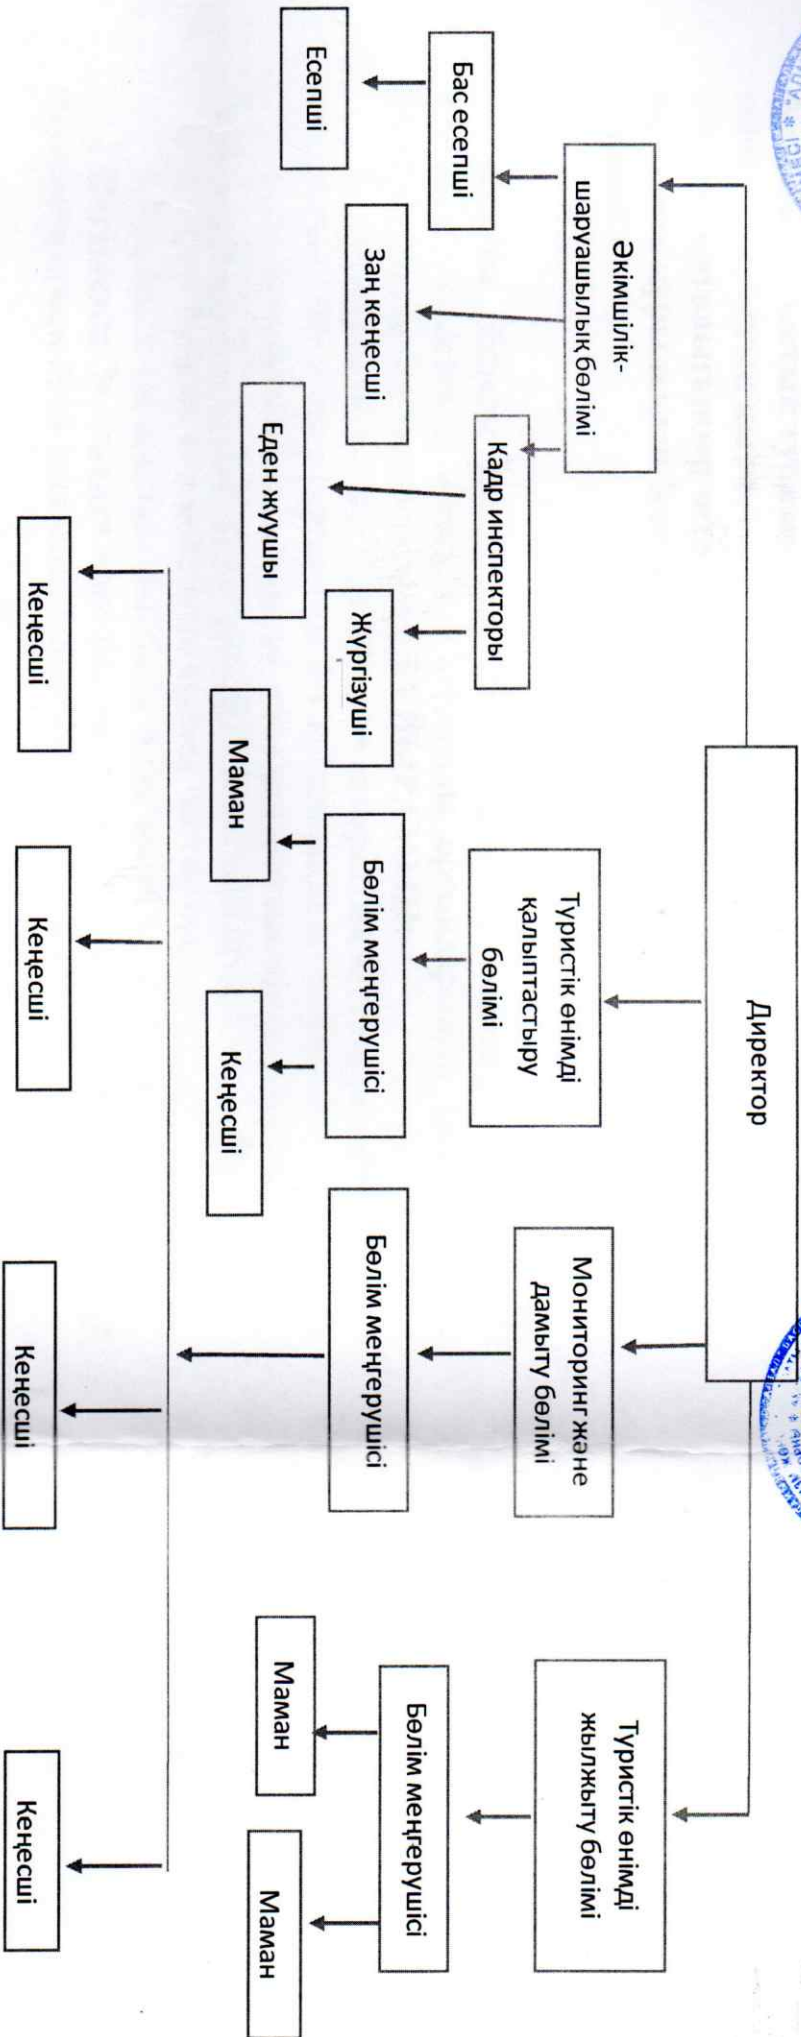 Директор
Әкімшілік-
шаруашылық бөлімі
Бас есепші
Есепші
Заң кеңесші
Кадр инспекторы
Еден жуушы
Жүргізуші
Туристік өнімді
қалыптастыру
бөлімі
Бөлім меңгерушісі
Маман
Кеңесші
Мониторинг және
дамыту бөлімі
Бөлім меңгерушісі
Кеңесші
Кеңесші
Кеңесші
Кеңесші
Туристік өнімді
жылжыту бөлімі
Бөлім меңгерушісі
Маман
Маман